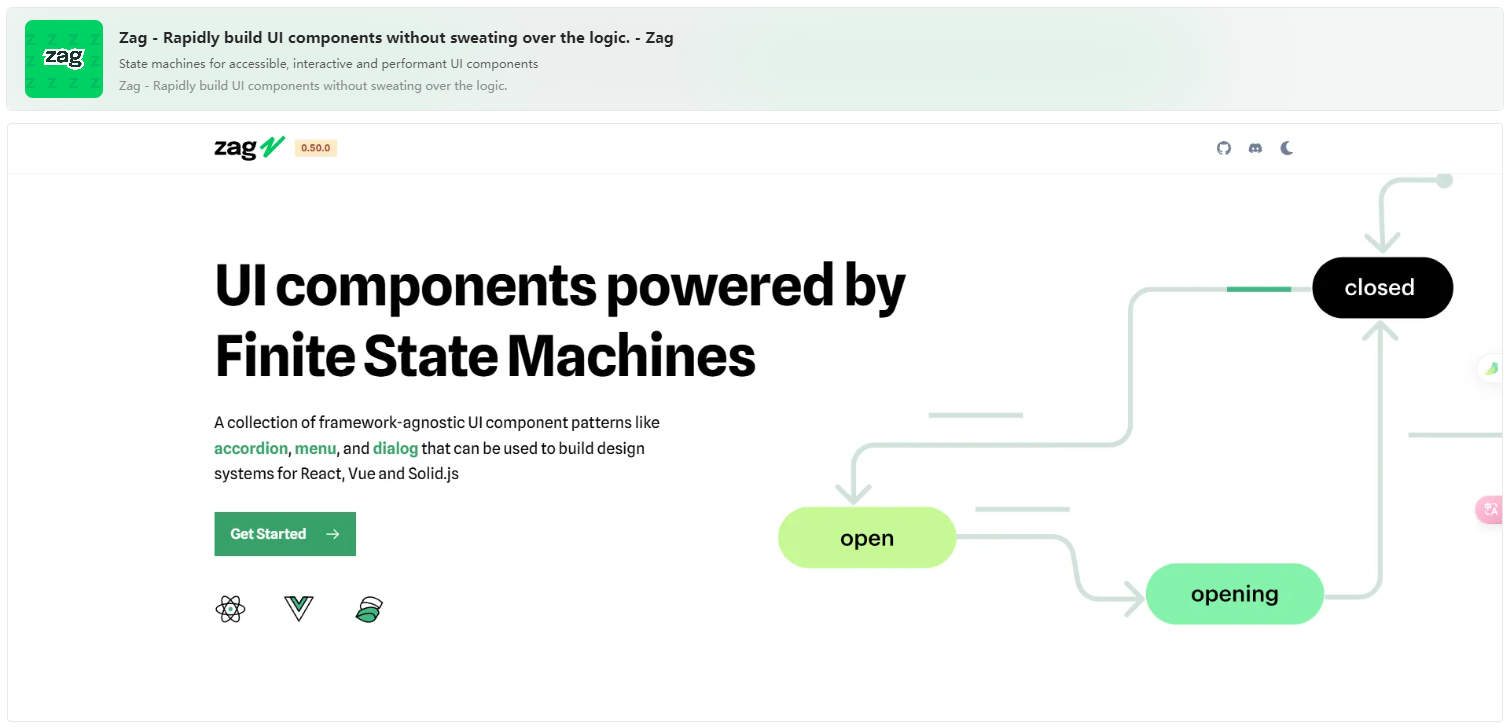 zag
Zag - Rapidly build UI components without sweating over the logic. - Zag
State machines for accessible, interactive and performant UI components
Zag - Rapidly build UI components without sweating over the logic.
zag
0.50.0
UI components powered by
Finite State Machines
A collection of framework-agnostic UI component patterns like
accordion, menu, and dialog that can be used to build design
systems for React, Vue and Solid.js
Get Started
closed
open
opening